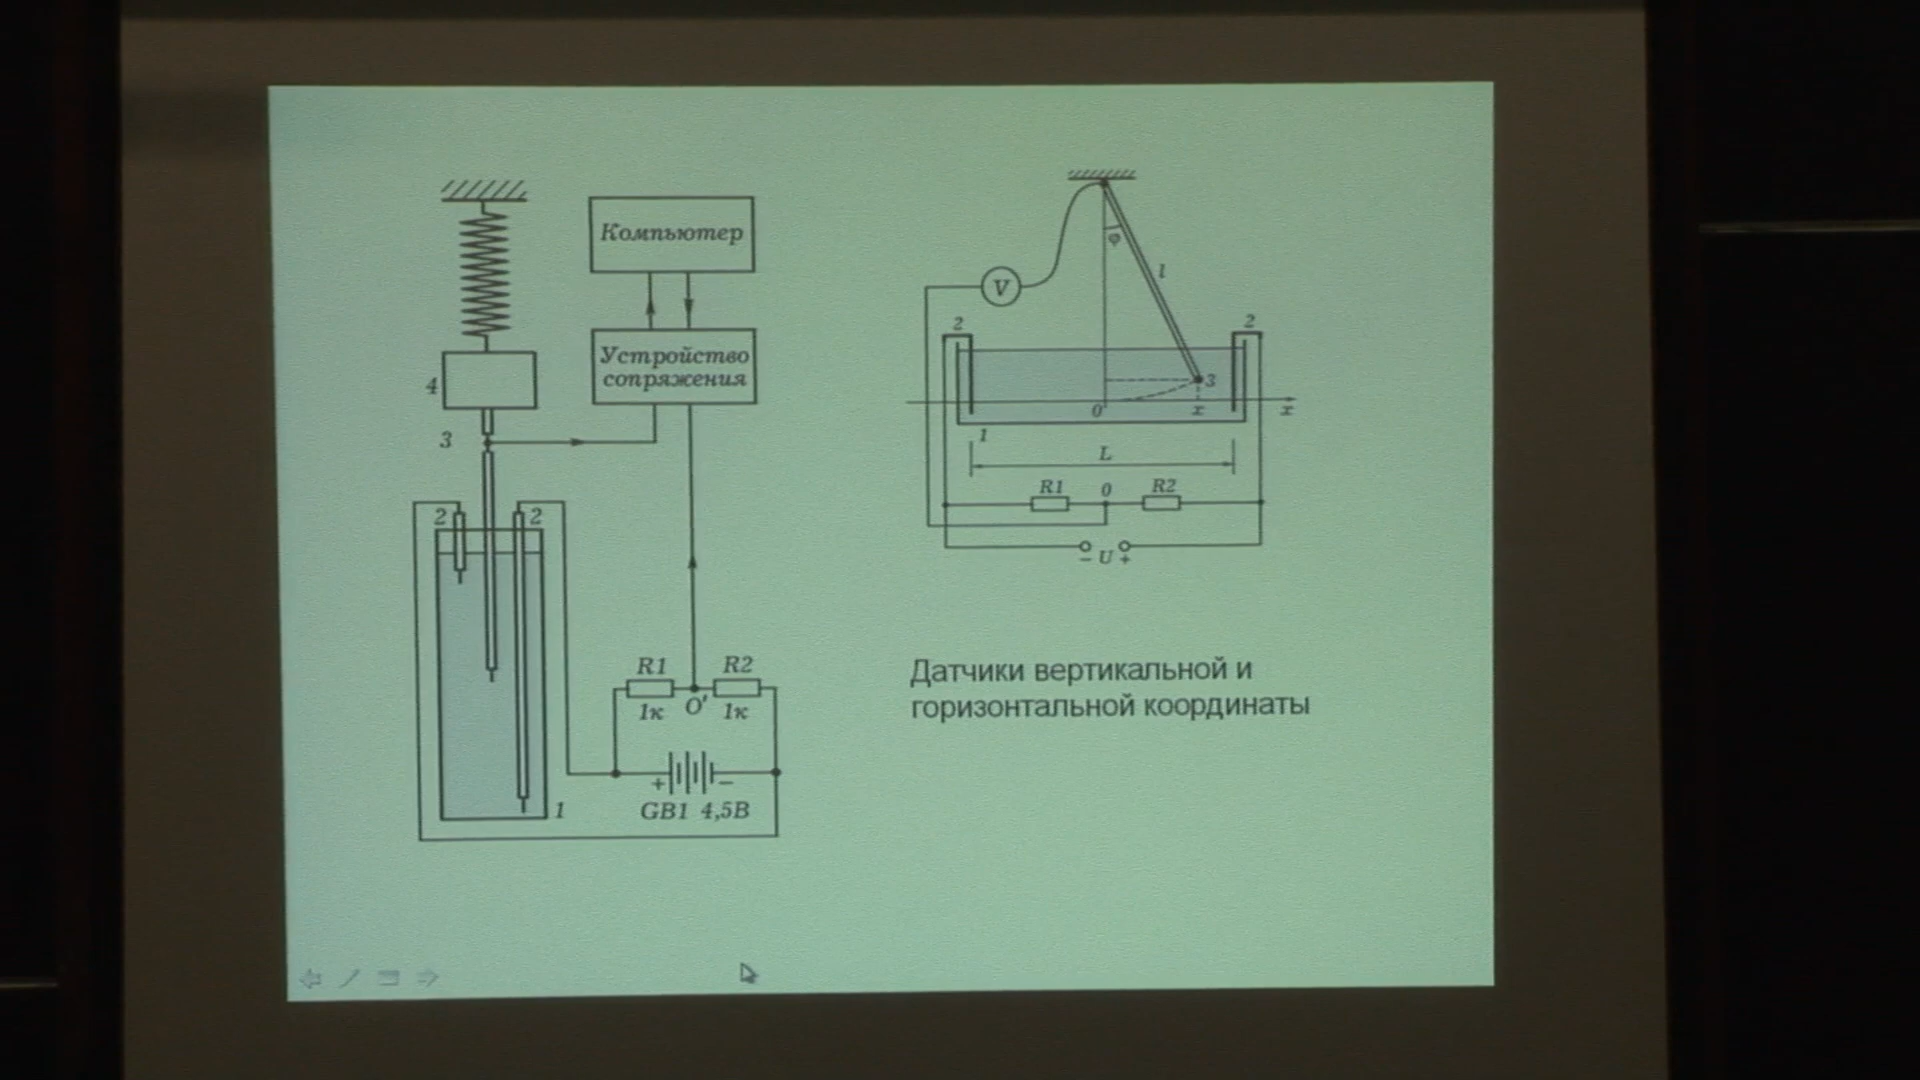 Компьютер
Устройство
сопряжения
4
3
2
2
R1
R2
1к
O'
1к
+
−
GB1 4,5В
1
φ
l
V
2
2
3
0
x
x
1
L
R1
0
R2
− U +
Датчики вертикальной и
горизонтальной координаты